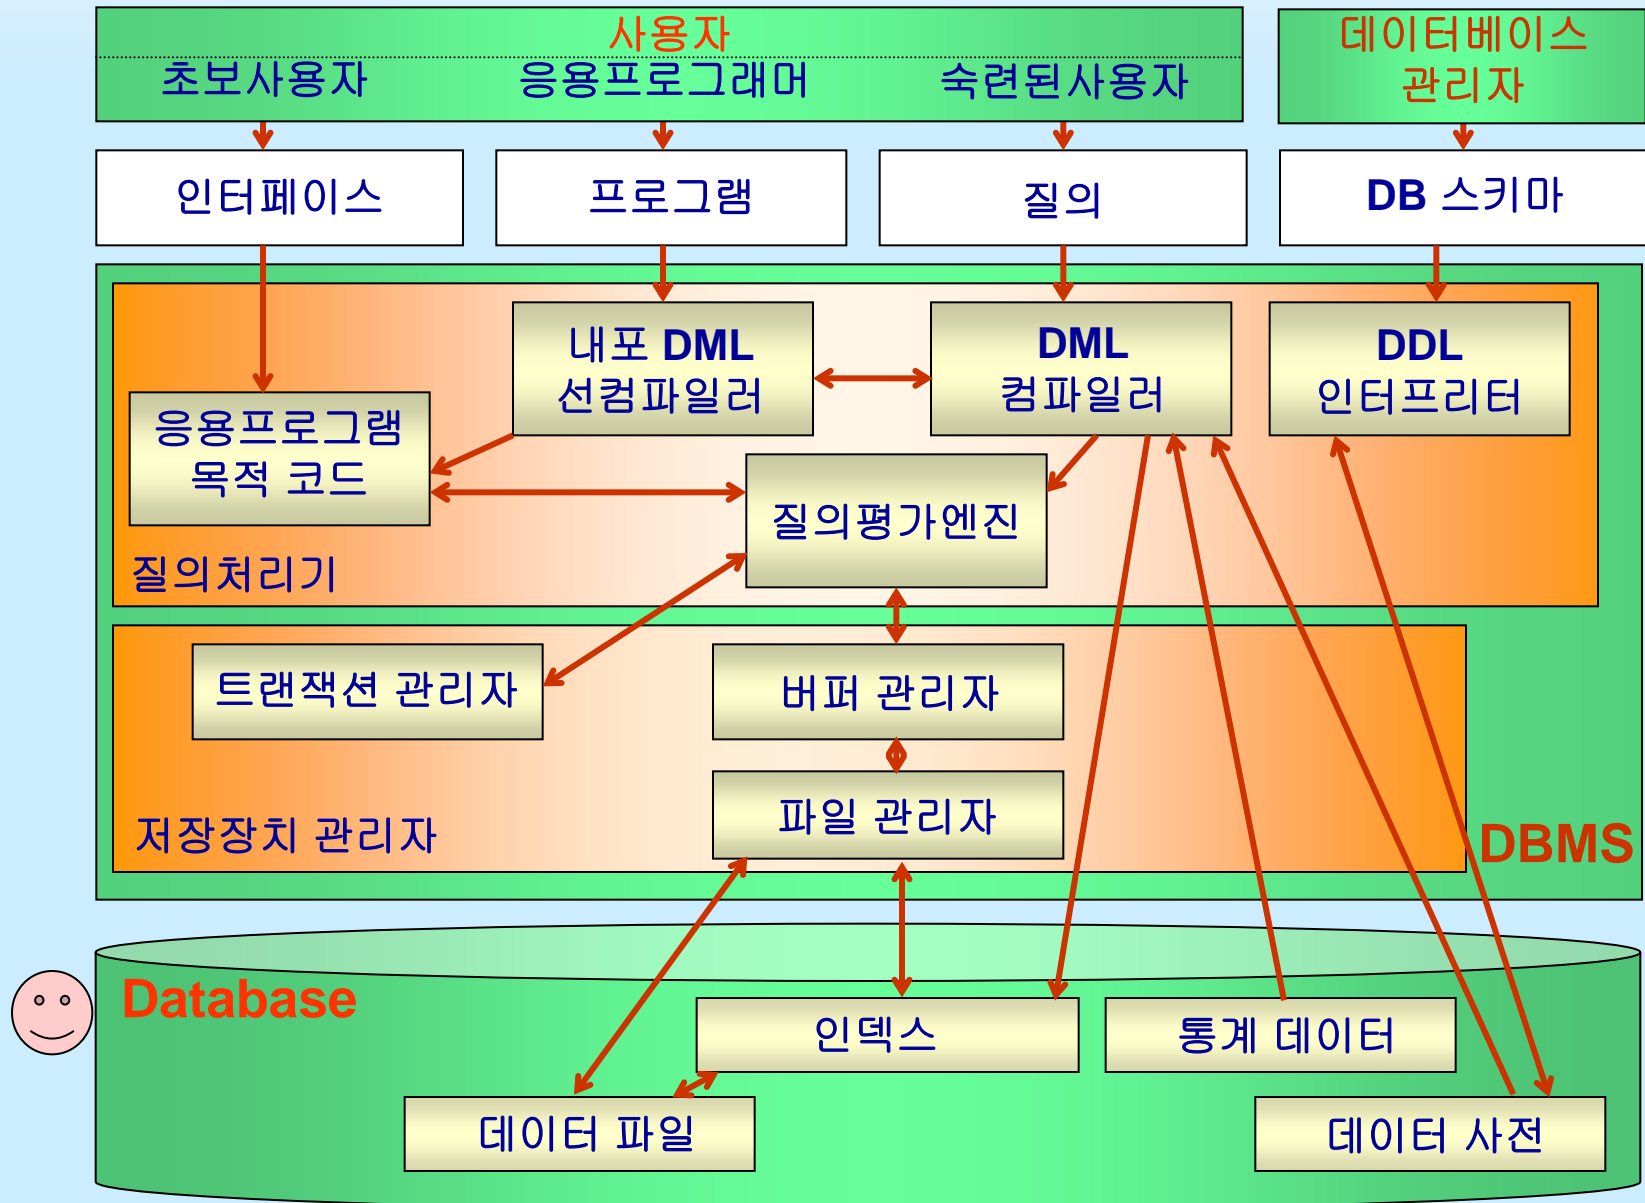 사용자
초보사용자 응용프로그래머 숙련된사용자
데이터베이스
관리자
인터페이스
프로그램
질의
DB 스키마
내포 DML
선컴파일러
DML
컴파일러
DDL
인터프리터
응용프로그램
목적 코드
질의평가엔진
질의처리기
트랜잭션 관리자
버퍼 관리자
파일 관리자
저장장치 관리자
DBMS
Database
인덱스
통계 데이터
데이터 파일
데이터 사전